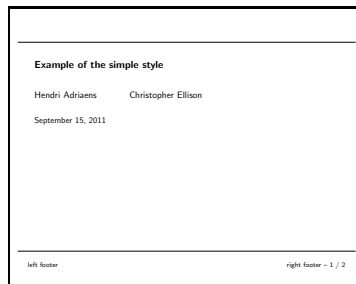 Example of the simple style
Hendri Adriaens Christopher Ellison
September 15, 2011
left footer right footer – 1 / 2